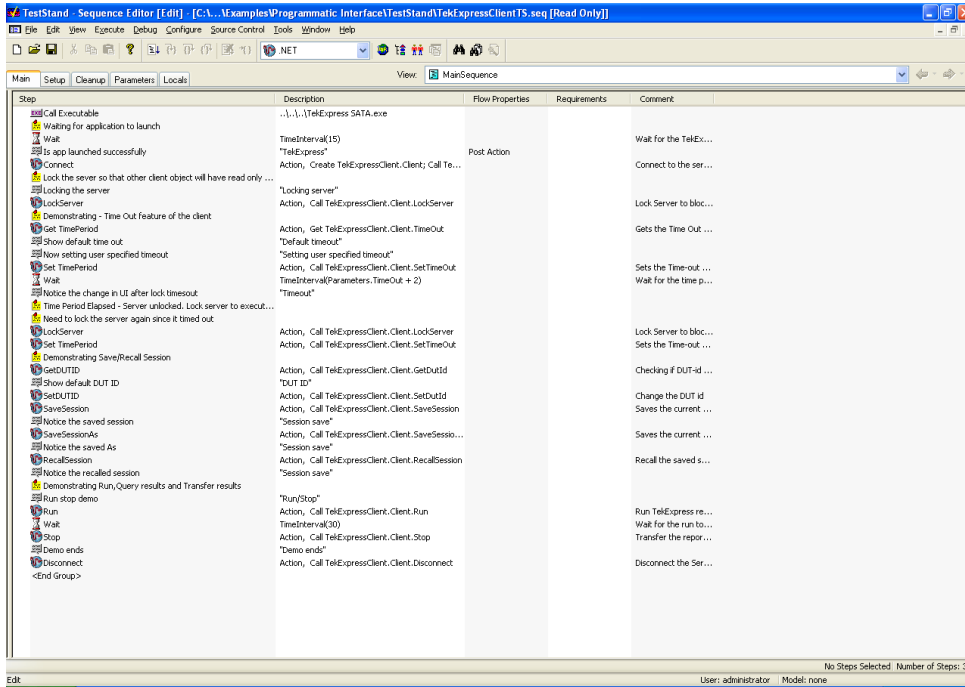 TestStand - Sequence Editor [Edit] - [C:\...\Examples\Programmatic Interface\TestStand\TekExpressClientTS.seq [Read Only]]
File Edit View Execute Debug Configure Source Control Tools Window Help
.NET
Main Setup Cleanup Parameters Locals View: MainSequence
Step Description Flow Properties Requirements Comment
Call Executable ..\..\..\TekExpress SATA.exe
Waiting for application to launch
Wait TimeInterval(15) Wait for the TekEx...
Is app launched successfully "TekExpress" Post Action
Connect Action, Create TekExpressClient.Client; Call Te... Connect to the ser...
Lock the sever so that other client object will have read only ...
Locking the server "Locking server"
LockServer Action, Call TekExpressClient.Client.LockServer Lock Server to bloc...
Demonstrating - Time Out feature of the client
Get TimePeriod Action, Get TekExpressClient.Client.TimeOut Gets the Time Out ...
Show default time out "Default timeout"
Now setting user specified timeout "Setting user specified timeout"
Set TimePeriod Action, Call TekExpressClient.Client.SetTimeOut Sets the Time-out ...
Wait TimeInterval(Parameters.TimeOut + 2) Wait for the time p...
Notice the change in UI after lock timesout "Timeout"
Time Period Elapsed - Server unlocked. Lock server to execut...
Need to lock the server again since it timed out
LockServer Action, Call TekExpressClient.Client.LockServer Lock Server to bloc...
Set TimePeriod Action, Call TekExpressClient.Client.SetTimeOut Sets the Time-out ...
Demonstrating Save/Recall Session
GetDUTID Action, Call TekExpressClient.Client.GetDutId Checking if DUT-id ...
Show default DUT ID "DUT ID"
SetDUTID Action, Call TekExpressClient.Client.SetDutId Change the DUT id
SaveSession Action, Call TekExpressClient.Client.SaveSession Saves the current ...
Notice the saved session "Session save"
SaveSessionAs Action, Call TekExpressClient.Client.SaveSessio... Saves the current ...
Notice the saved As "Session save"
RecallSession Action, Call TekExpressClient.Client.RecallSession Recall the saved s...
Notice the recalled session "Session save"
Demonstrating Run,Query results and Transfer results
Run stop demo "Run/Stop"
Run Action, Call TekExpressClient.Client.Run Run TekExpress re...
Wait TimeInterval(30) Wait for the run to...
Stop Action, Call TekExpressClient.Client.Stop Transfer the repor...
Demo ends "Demo ends"
Disconnect Action, Call TekExpressClient.Client.Disconnect Disconnect the Ser...
<End Group>
No Steps Selected Number of Steps:
Edit User: administrator Model: none